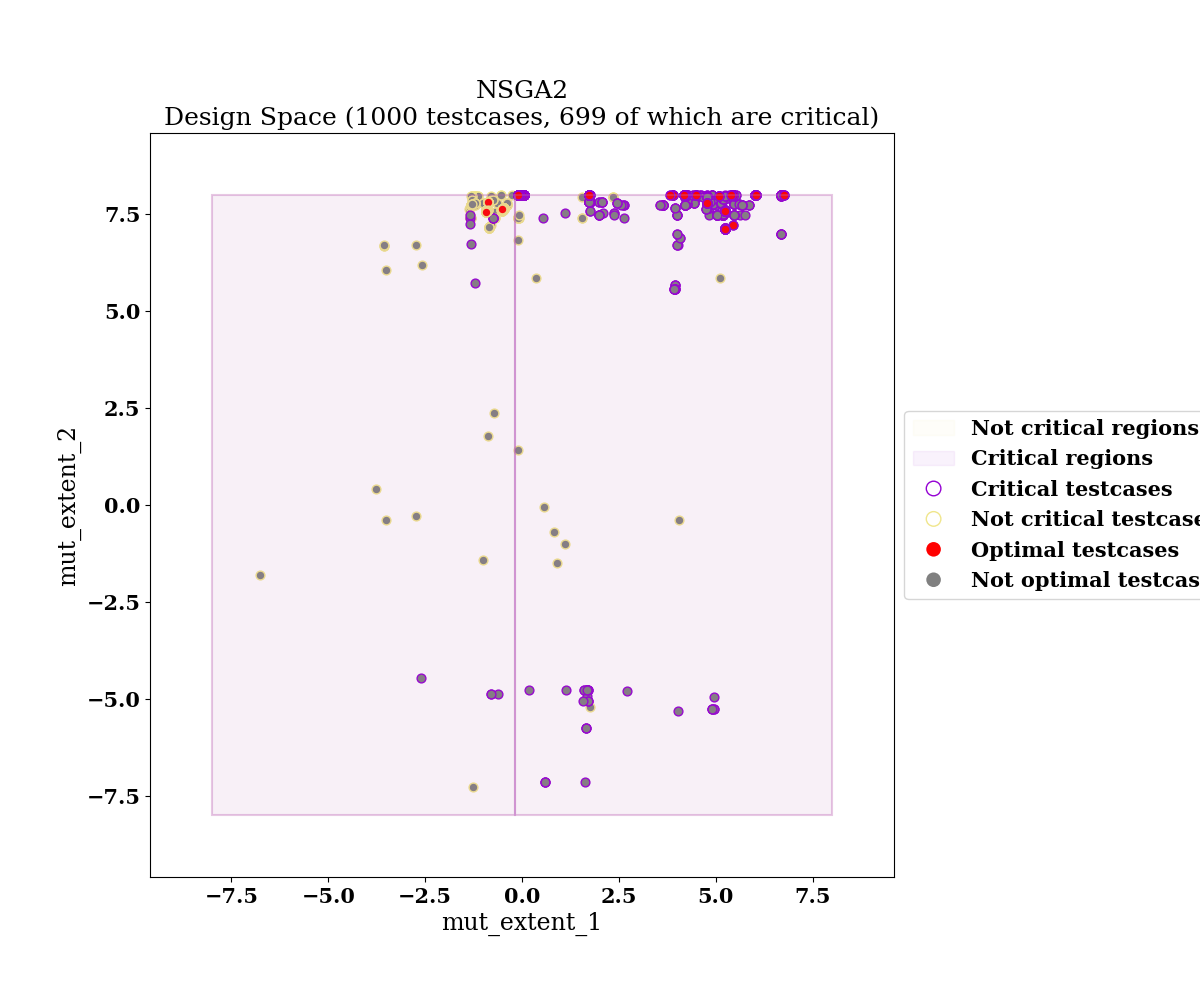 NSGA2
Design Space (1000 testcases, 699 of which are critical)
7.5
5.0
2.5
0.0
−2.5
−5.0
−7.5
mut_extent_2
−7.5
−5.0
−2.5
0.0
2.5
5.0
7.5
mut_extent_1
Not critical regions
Critical regions
Critical testcases
Not critical testcase
Optimal testcases
Not optimal testcas